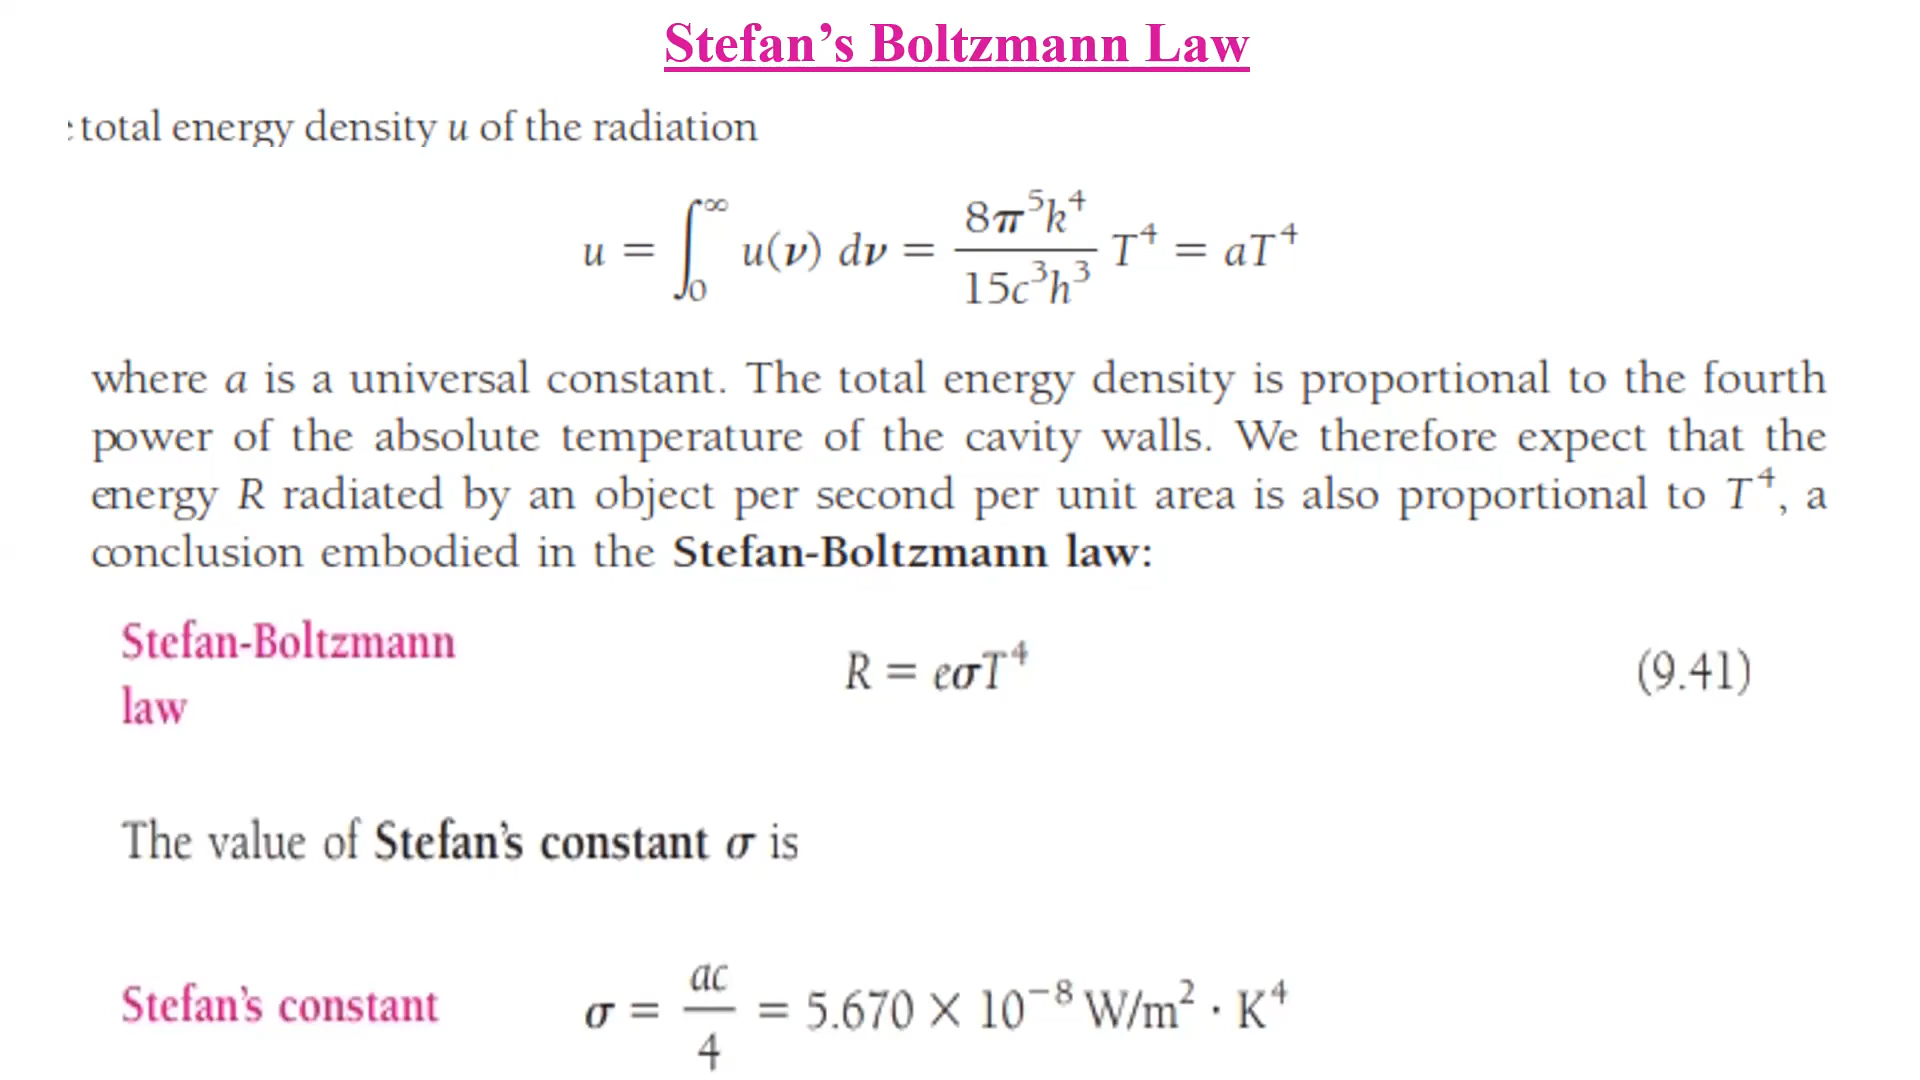 Stefan’s Boltzmann Law
total energy density u of the radiation
u = ∫₀^∞ u(ν) dν = 8π⁵k⁴ / 15c³h³ T⁴ = aT⁴
where a is a universal constant. The total energy density is proportional to the fourth
power of the absolute temperature of the cavity walls. We therefore expect that the
energy R radiated by an object per second per unit area is also proportional to T⁴, a
conclusion embodied in the Stefan-Boltzmann law:
Stefan-Boltzmann
law
R = eσT⁴ (9.41)
The value of Stefan’s constant σ is
Stefan’s constant σ = ac / 4 = 5.670 × 10⁻⁸ W/m² · K⁴